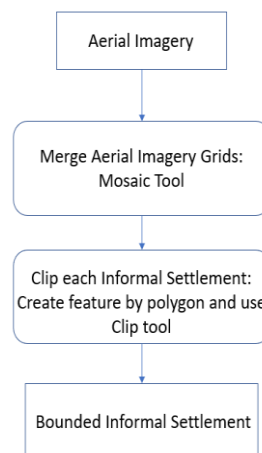 Aerial Imagery
Merge Aerial Imagery Grids:
Mosaic Tool
Clip each Informal Settlement:
Create feature by polygon and use
Clip tool
Bounded Informal Settlement